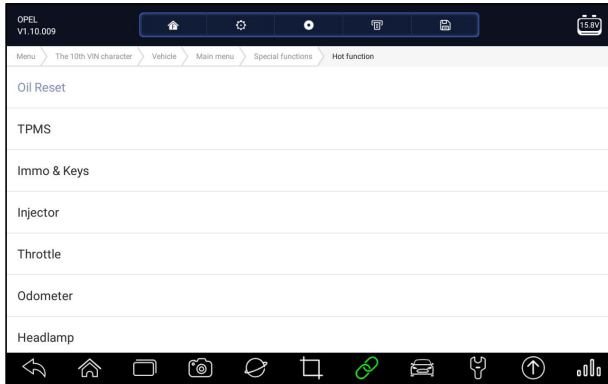 OPEL
V1.10.009
15.8V
Menu The 10th VIN character Vehicle Main menu Special functions Hot function
Oil Reset
TPMS
Immo & Keys
Injector
Throttle
Odometer
Headlamp